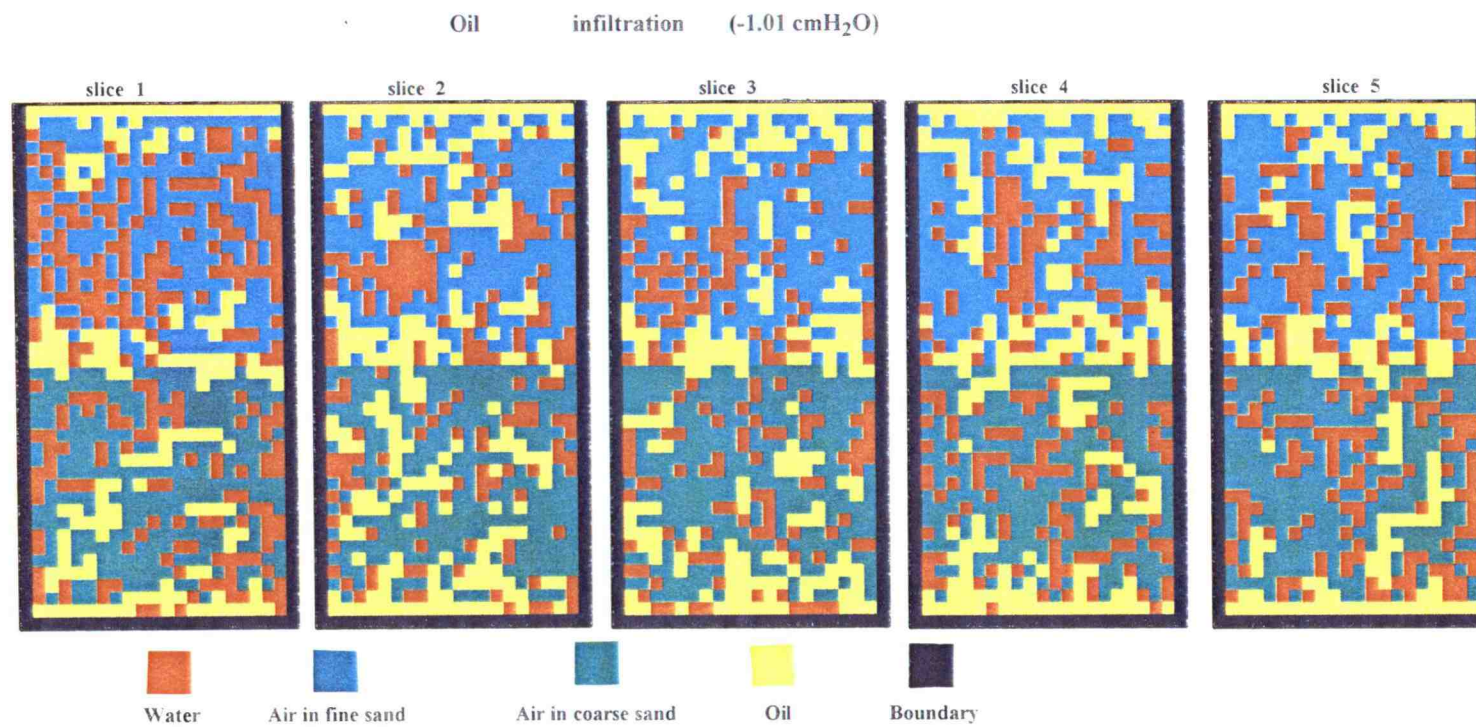 Oil infiltration (-1.01 cmH₂O)
slice 1 slice 2 slice 3 slice 4 slice 5
Water Air in fine sand Air in coarse sand Oil Boundary